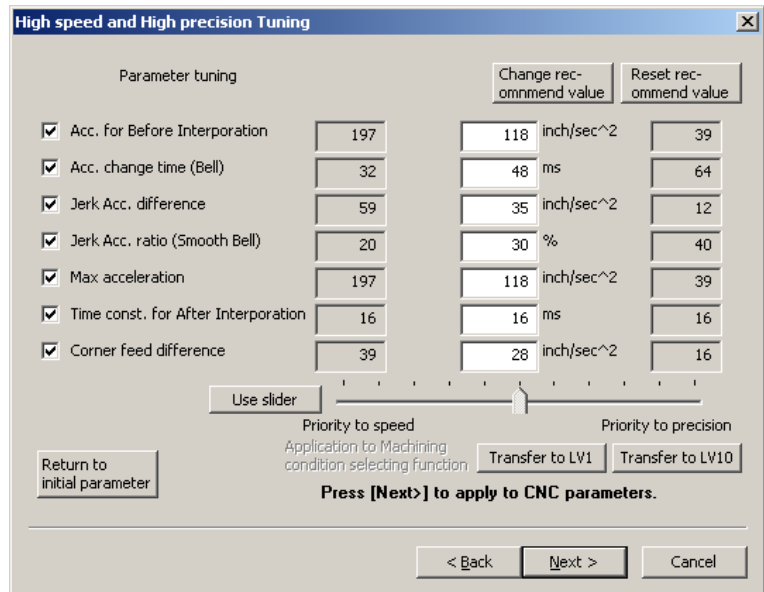 High speed and High precision Tuning
Parameter tuning
Change rec-
omnmend value
Reset rec-
ommend value
Acc. for Before Interporation 197 118 inch/sec^2 39
Acc. change time (Bell) 32 48 ms 64
Jerk Acc. difference 59 35 inch/sec^2 12
Jerk Acc. ratio (Smooth Bell) 20 30 % 40
Max acceleration 197 118 inch/sec^2 39
Time const. for After Interporation 16 16 ms 16
Corner feed difference 39 28 inch/sec^2 16
Use slider
Priority to speed Priority to precision
Application to Machining
condition selecting function
Transfer to LV1 Transfer to LV10
Return to
initial parameter
Press [Next>] to apply to CNC parameters.
< Back Next > Cancel